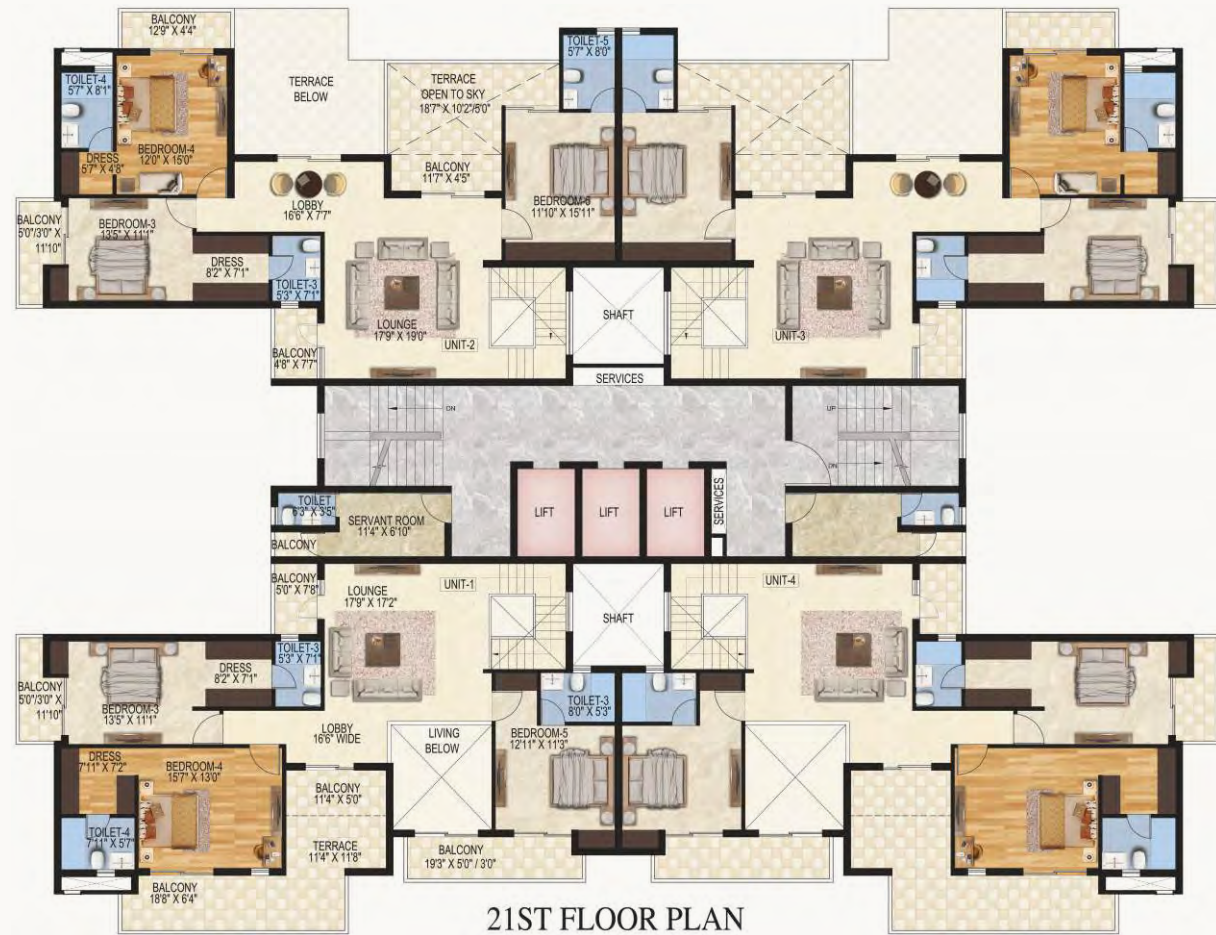 BALCONY
12'9" X 4'4"
TOILET-4
5'7" X 8'1"
BEDROOM-4
12'0" X 15'0"
DRESS
5'7" X 4'8"
TERRACE
BELOW
TERRACE
OPEN TO SKY
18'7" X 10'2"/5'0"
BALCONY
11'7" X 4'5"
TOILET-5
5'7" X 8'0"
BEDROOM-6
11'10" X 15'11"
LOBBY
16'6" X 7'7"
BALCONY
5'0"/3'0" X
11'10"
BEDROOM-3
13'5" X 11'1"
DRESS
8'2" X 7'1"
TOILET-3
5'3" X 7'1"
LOUNGE
17'9" X 19'0"
BALCONY
4'8" X 7'7"
UNIT-2
SHAFT
UNIT-3
SERVICES
DN
UP
DN
LIFT
LIFT
LIFT
SERVICES
TOILET
6'3" X 3'5"
SERVANT ROOM
11'4" X 6'10"
BALCONY
BALCONY
5'0" X 7'8"
LOUNGE
17'9" X 17'2"
UNIT-1
SHAFT
UNIT-4
TOILET-3
5'3" X 7'1"
DRESS
8'2" X 7'1"
BALCONY
5'0"/3'0" X
11'10"
BEDROOM-3
13'5" X 11'1"
LOBBY
16'6" WIDE
LIVING
BELOW
TOILET-3
8'0" X 5'3"
BEDROOM-5
12'11" X 11'3"
DRESS
7'11" X 7'2"
BEDROOM-4
15'7" X 13'0"
TOILET-4
7'11" X 5'7"
BALCONY
11'4" X 5'0"
TERRACE
11'4" X 11'8"
BALCONY
19'3" X 5'0" / 3'0"
BALCONY
18'8" X 6'4"
21ST FLOOR PLAN